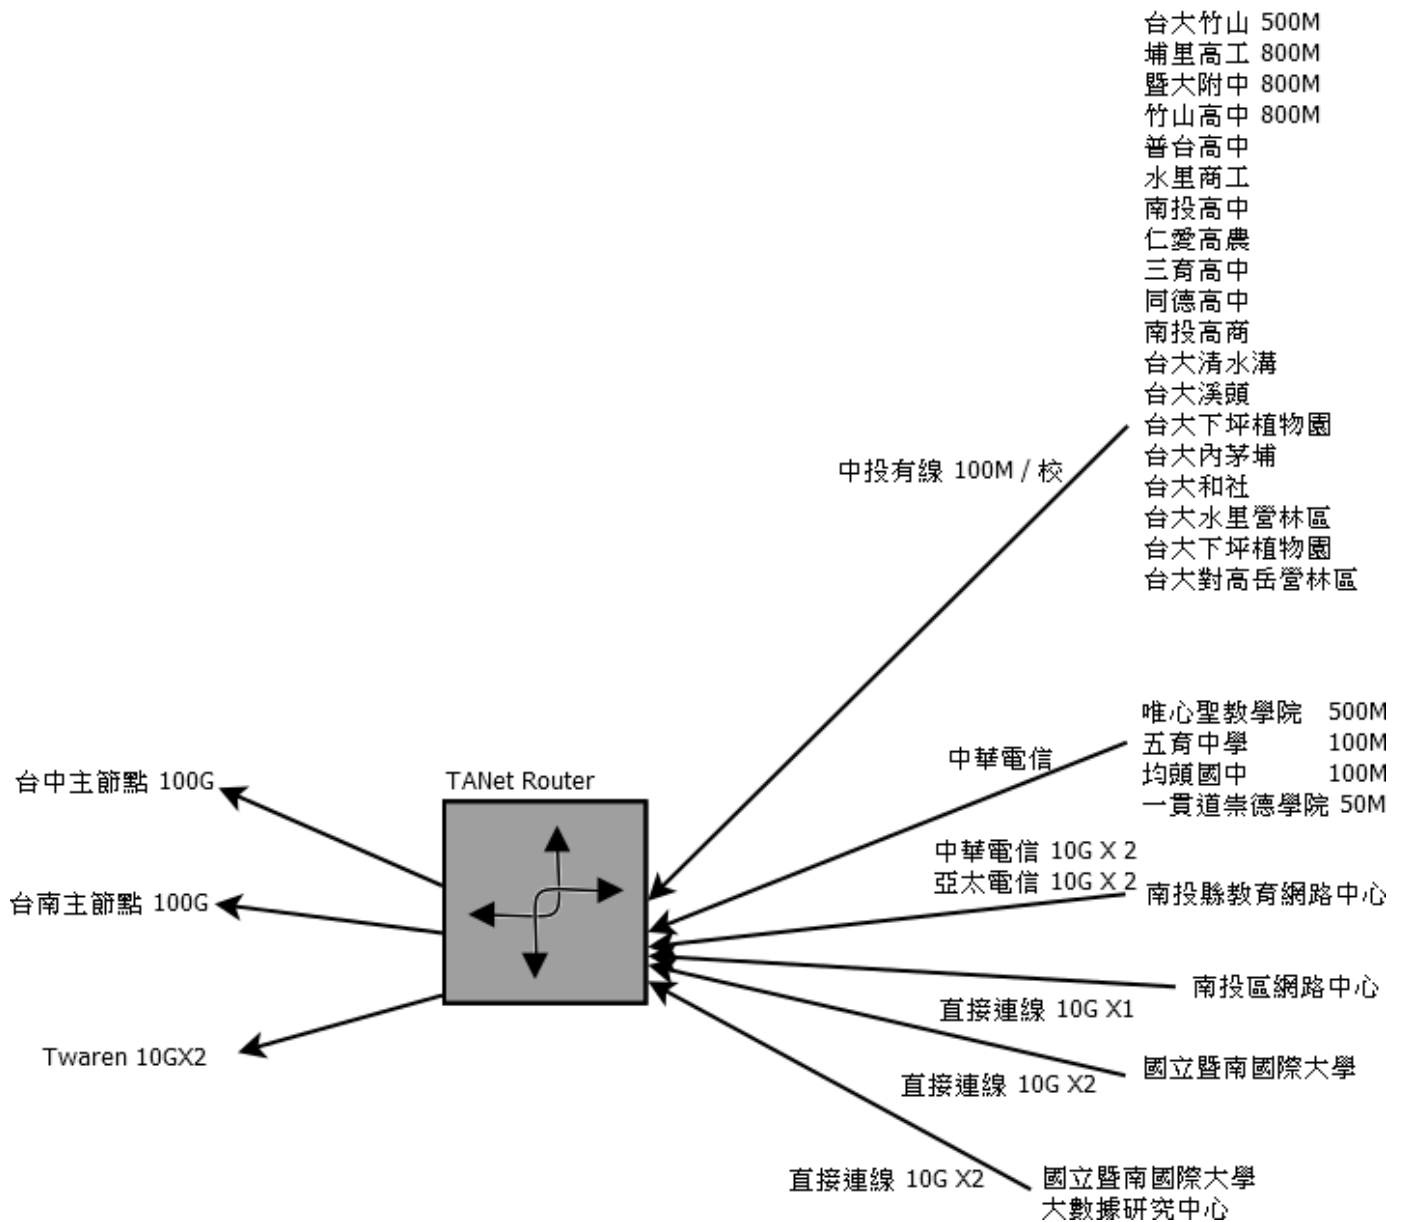 台大竹山 500M
埔里高工 800M
暨大附中 800M
竹山高中 800M
普台高中
水里商工
南投高中
仁愛高農
三育高中
同德高中
南投高商
台大清水溝
台大溪頭
台大下坪植物園
台大內茅埔
台大和社
台大水里營林區
台大下坪植物園
台大對高岳營林區
中投有線 100M / 校
唯心聖教學院 500M
五育中學 100M
均頭國中 100M
一貫道崇德學院 50M
中華電信
台中主節點 100G
TANet Router
中華電信 10G X 2
亞太電信 10G X 2
南投縣教育網路中心
台南主節點 100G
南投區網路中心
直接連線 10G X1
Twaren 10GX2
國立暨南國際大學
直接連線 10G X2
直接連線 10G X2
國立暨南國際大學
大數據研究中心